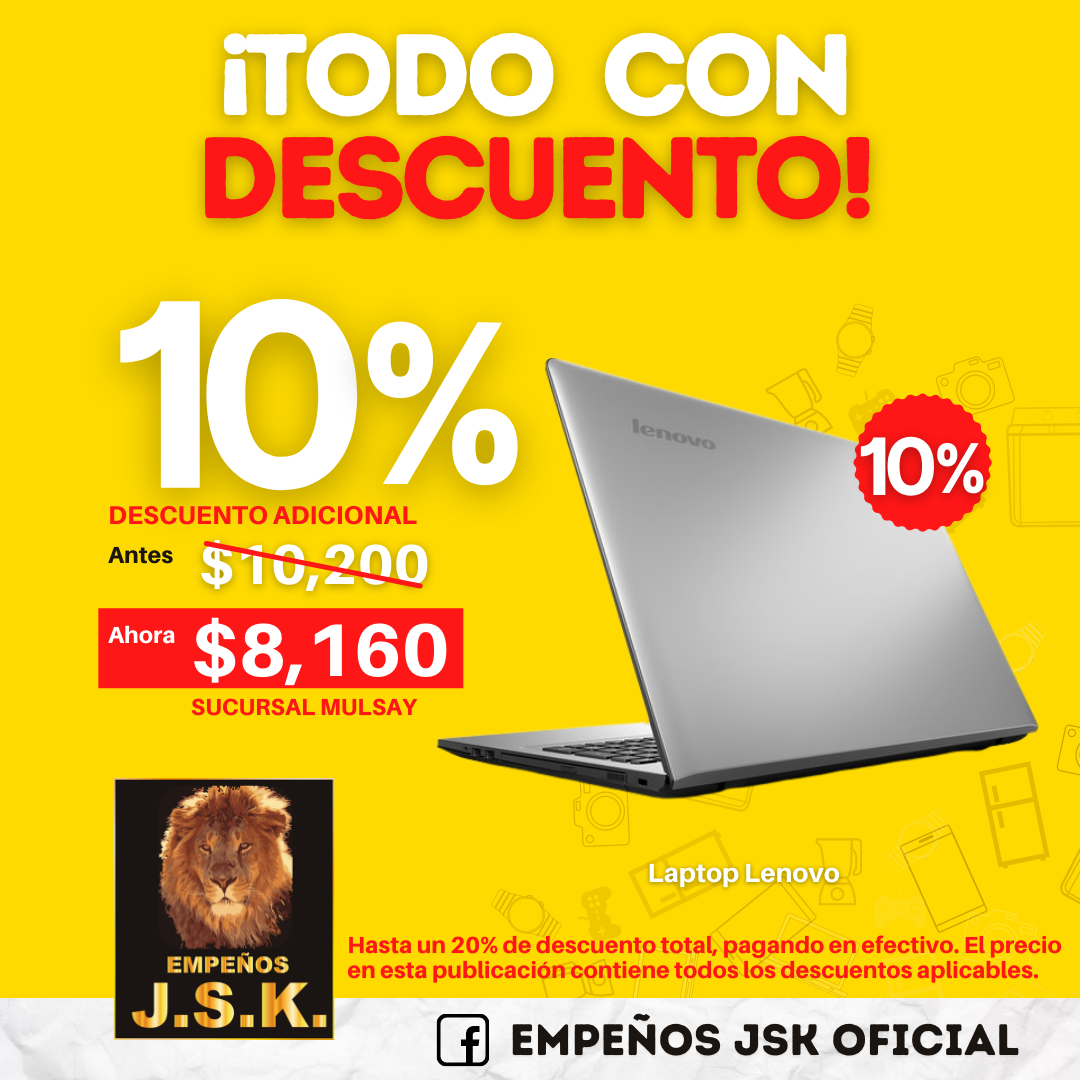 ¡TODO CON
DESCUENTO!
10%
DESCUENTO ADICIONAL
Antes $10,200
Ahora $8,160
SUCURSAL MULSAY
lenovo
10%
Laptop Lenovo
Hasta un 20% de descuento total, pagando en efectivo. El precio
en esta publicación contiene todos los descuentos aplicables.
EMPEÑOS
J.S.K.
f EMPEÑOS JSK OFICIAL